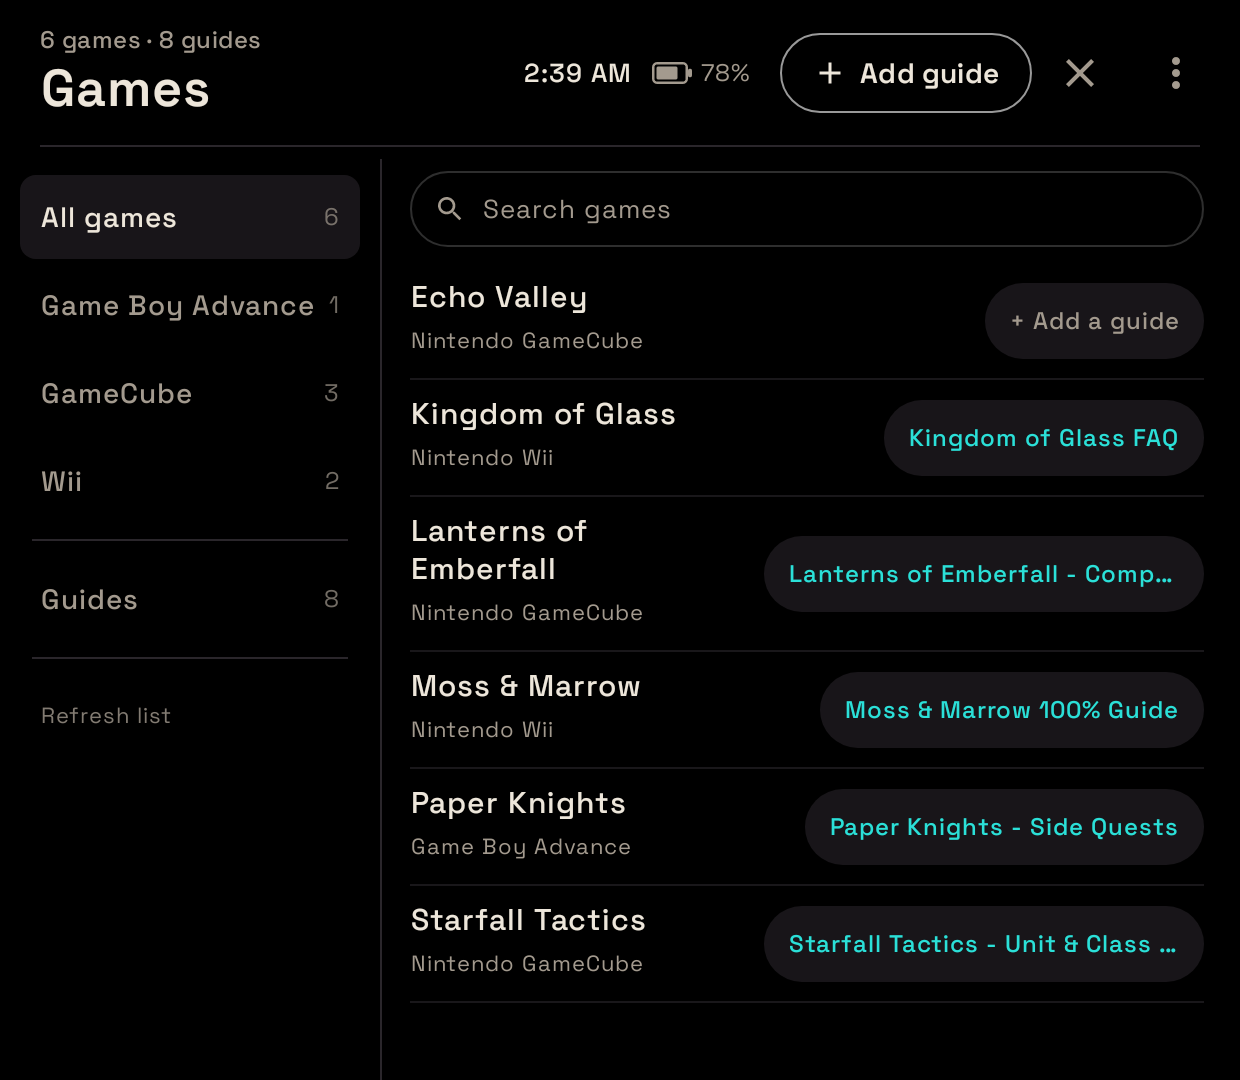 6 games · 8 guides
Games
2:39 AM 78% + Add guide
All games 6
Game Boy Advance 1
GameCube 3
Wii 2
Guides 8
Refresh list
Search games
Echo Valley
Nintendo GameCube
+ Add a guide
Kingdom of Glass
Nintendo Wii
Kingdom of Glass FAQ
Lanterns of
Emberfall
Nintendo GameCube
Lanterns of Emberfall - Comp...
Moss & Marrow
Nintendo Wii
Moss & Marrow 100% Guide
Paper Knights
Game Boy Advance
Paper Knights - Side Quests
Starfall Tactics
Nintendo GameCube
Starfall Tactics - Unit & Class ...